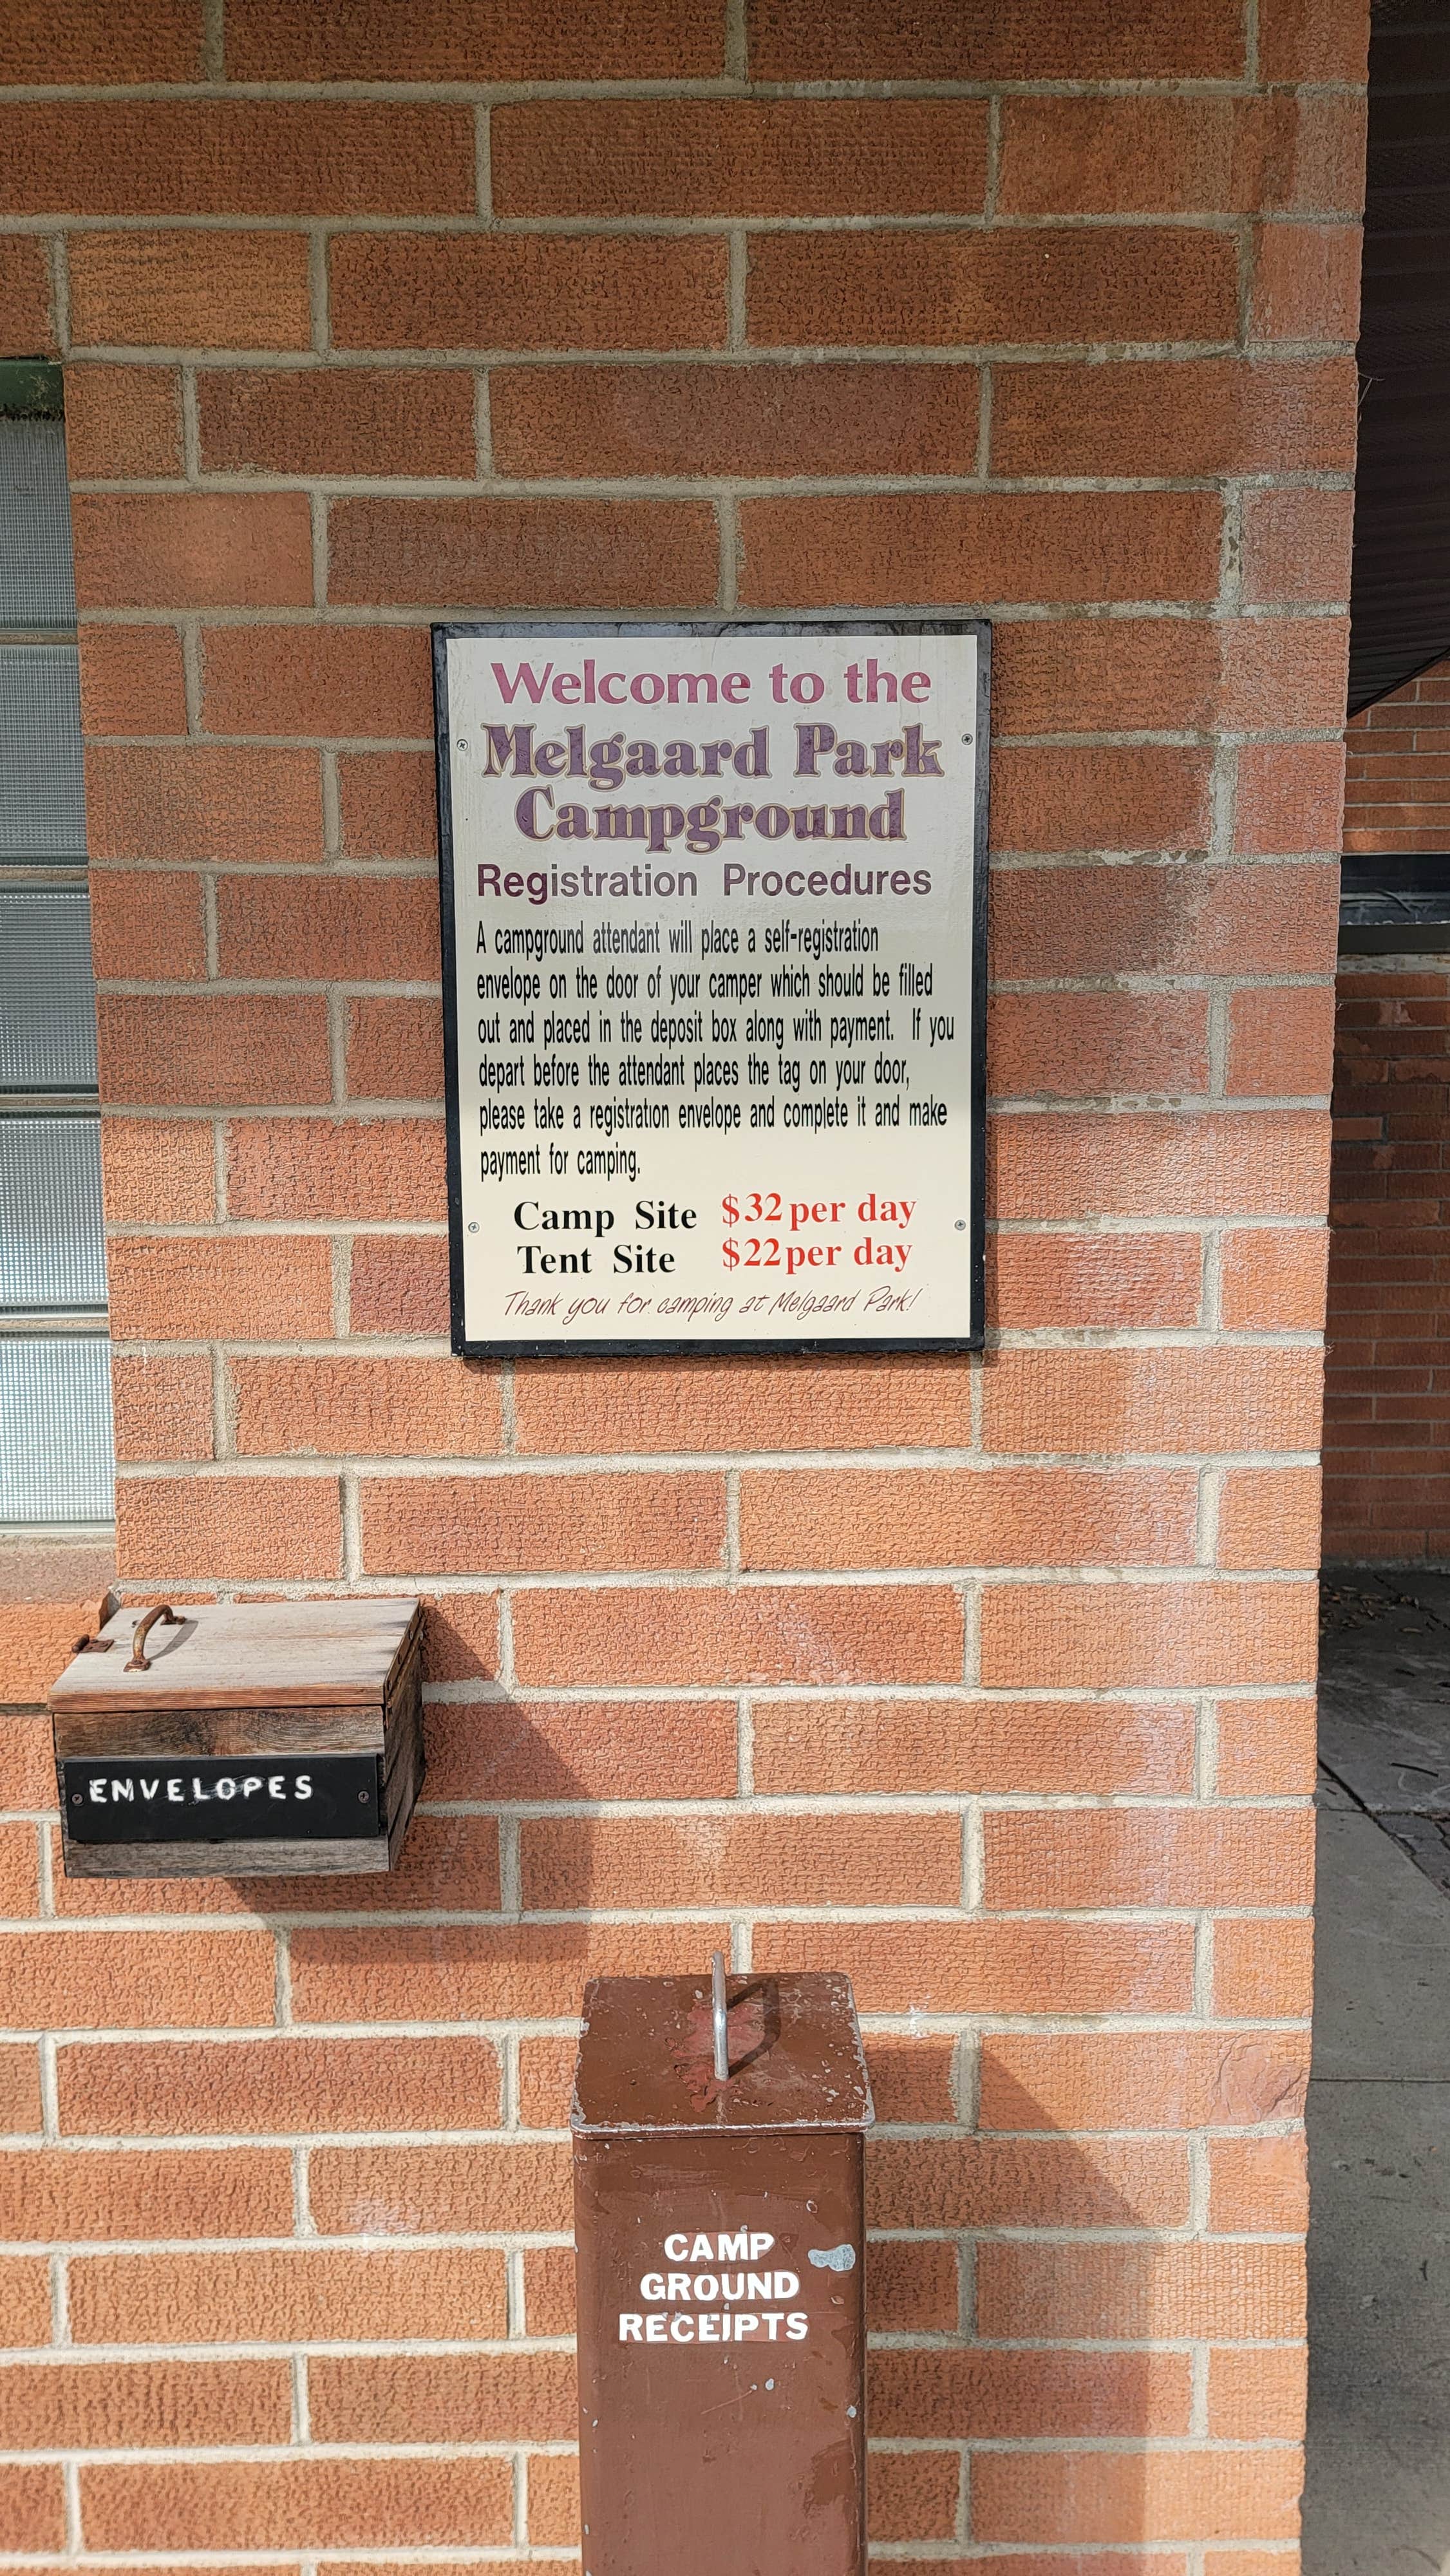 Welcome to the
Melgaard Park
Campground
Registration Procedures
A campground attendant will place a self-registration
envelope on the door of your camper which should be filled
out and placed in the deposit box along with payment. If you
depart before the attendant places the tag on your door,
please take a registration envelope and complete it and make
payment for camping.
Camp Site $32 per day
Tent Site $22 per day
Thank you for camping at Melgaard Park!
ENVELOPES
CAMP
GROUND
RECEIPTS